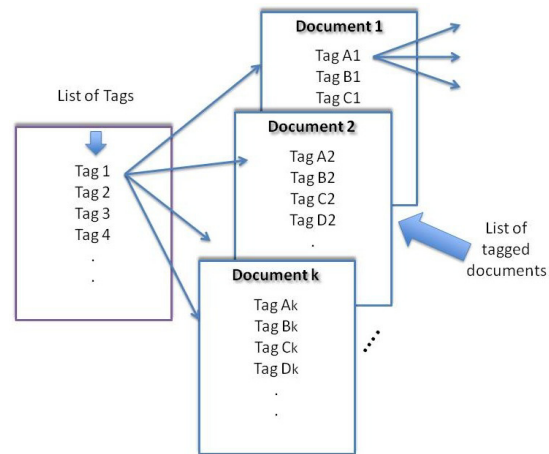 List of Tags
Tag 1
Tag 2
Tag 3
Tag 4
.
.
Document 1
Tag A1
Tag B1
Tag C1
Document 2
Tag A2
Tag B2
Tag C2
Tag D2
.
Document k
Tag Ak
Tag Bk
Tag Ck
Tag Dk
.
.
....
List of
tagged
documents